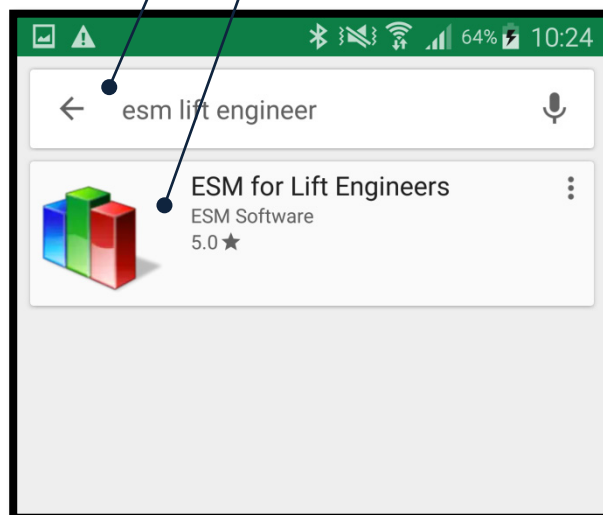 64% 10:24
esm lift engineer
ESM for Lift Engineers
ESM Software
5.0★